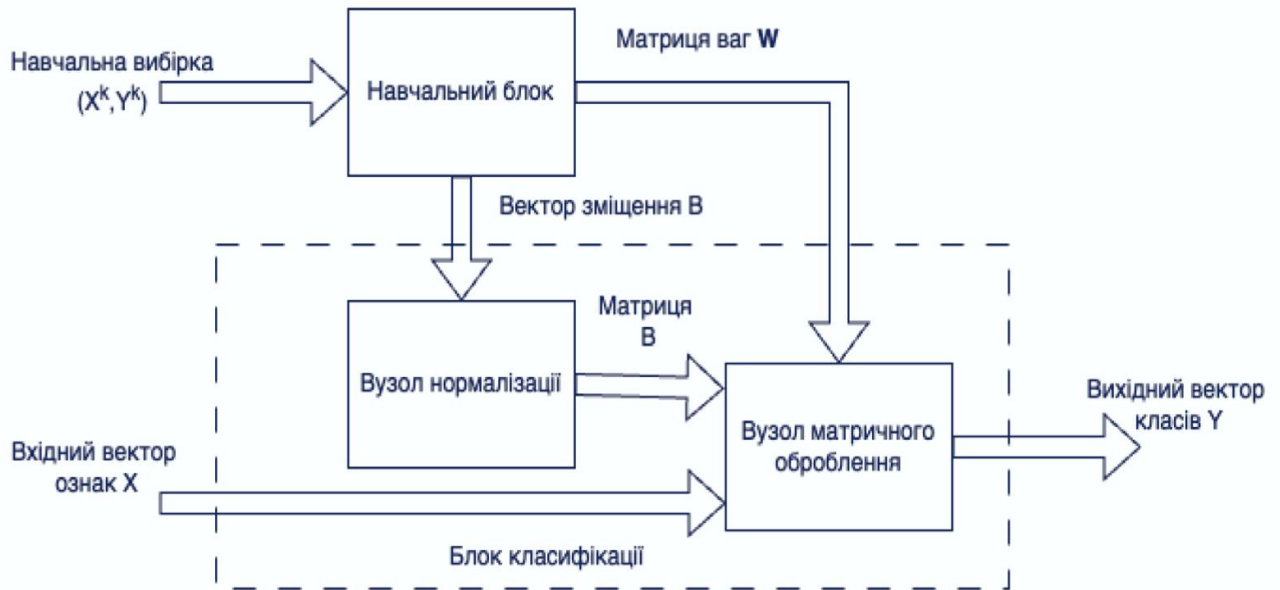 Матриця ваг W
Навчальна вибірка
(X^k,Y^k)
Навчальний блок
Вектор зміщення B
Матриця
B
Вузол нормалізації
Вихідний вектор
класів Y
Вузол матричного
оброблення
Вхідний вектор
ознак X
Блок класифікації